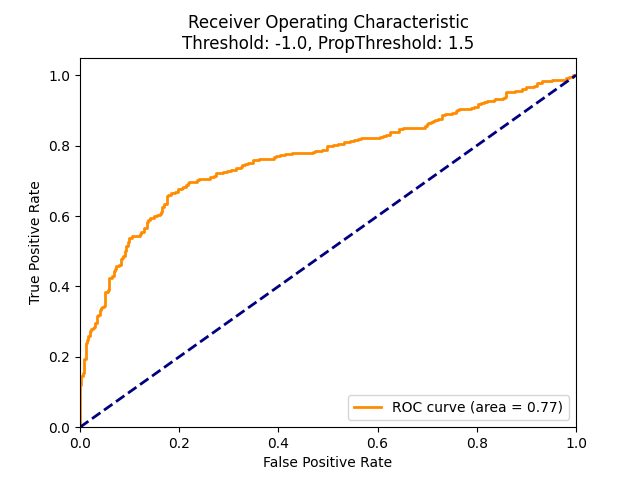 Receiver Operating Characteristic
Threshold: -1.0, PropThreshold: 1.5
1.0
0.8
0.6
0.4
0.2
0.0
True Positive Rate
ROC curve (area = 0.77)
0.0 0.2 0.4 0.6 0.8 1.0
False Positive Rate